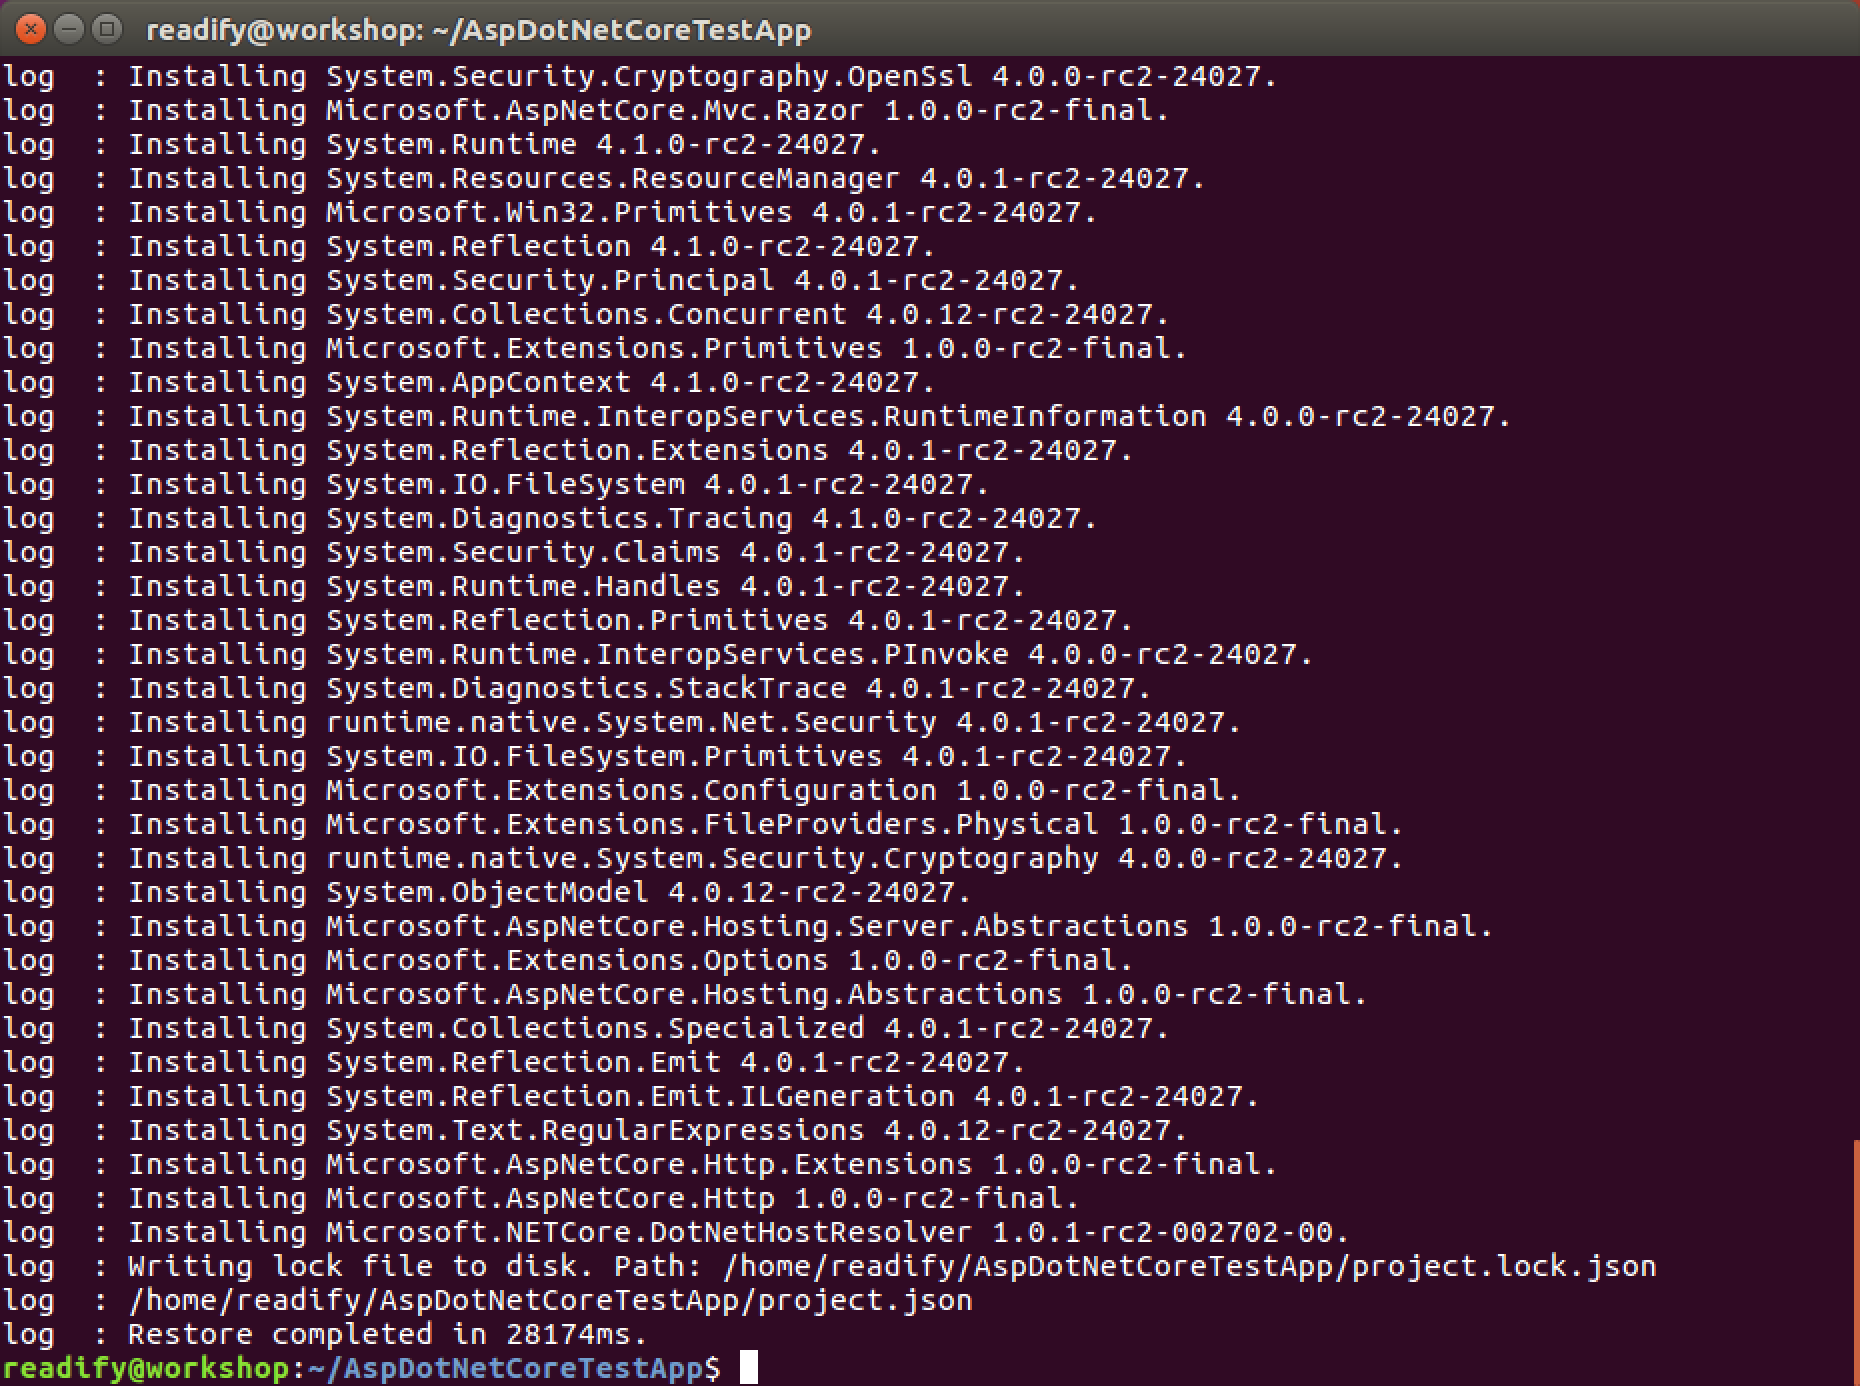 readify@workshop: ~/AspDotNetCoreTestApp
log  : Installing System.Security.Cryptography.OpenSsl 4.0.0-rc2-24027.
log  : Installing Microsoft.AspNetCore.Mvc.Razor 1.0.0-rc2-final.
log  : Installing System.Runtime 4.1.0-rc2-24027.
log  : Installing System.Resources.ResourceManager 4.0.1-rc2-24027.
log  : Installing Microsoft.Win32.Primitives 4.0.1-rc2-24027.
log  : Installing System.Reflection 4.1.0-rc2-24027.
log  : Installing System.Security.Principal 4.0.1-rc2-24027.
log  : Installing System.Collections.Concurrent 4.0.12-rc2-24027.
log  : Installing Microsoft.Extensions.Primitives 1.0.0-rc2-final.
log  : Installing System.AppContext 4.1.0-rc2-24027.
log  : Installing System.Runtime.InteropServices.RuntimeInformation 4.0.0-rc2-24027.
log  : Installing System.Reflection.Extensions 4.0.1-rc2-24027.
log  : Installing System.IO.FileSystem 4.0.1-rc2-24027.
log  : Installing System.Diagnostics.Tracing 4.1.0-rc2-24027.
log  : Installing System.Security.Claims 4.0.1-rc2-24027.
log  : Installing System.Runtime.Handles 4.0.1-rc2-24027.
log  : Installing System.Reflection.Primitives 4.0.1-rc2-24027.
log  : Installing System.Runtime.InteropServices.PInvoke 4.0.0-rc2-24027.
log  : Installing System.Diagnostics.StackTrace 4.0.1-rc2-24027.
log  : Installing runtime.native.System.Net.Security 4.0.1-rc2-24027.
log  : Installing System.IO.FileSystem.Primitives 4.0.1-rc2-24027.
log  : Installing Microsoft.Extensions.Configuration 1.0.0-rc2-final.
log  : Installing Microsoft.Extensions.FileProviders.Physical 1.0.0-rc2-final.
log  : Installing runtime.native.System.Security.Cryptography 4.0.0-rc2-24027.
log  : Installing System.ObjectModel 4.0.12-rc2-24027.
log  : Installing Microsoft.AspNetCore.Hosting.Server.Abstractions 1.0.0-rc2-final.
log  : Installing Microsoft.Extensions.Options 1.0.0-rc2-final.
log  : Installing Microsoft.AspNetCore.Hosting.Abstractions 1.0.0-rc2-final.
log  : Installing System.Collections.Specialized 4.0.1-rc2-24027.
log  : Installing System.Reflection.Emit 4.0.1-rc2-24027.
log  : Installing System.Reflection.Emit.ILGeneration 4.0.1-rc2-24027.
log  : Installing System.Text.RegularExpressions 4.0.12-rc2-24027.
log  : Installing Microsoft.AspNetCore.Http.Extensions 1.0.0-rc2-final.
log  : Installing Microsoft.AspNetCore.Http 1.0.0-rc2-final.
log  : Installing Microsoft.NETCore.DotNetHostResolver 1.0.1-rc2-002702-00.
log  : Writing lock file to disk. Path: /home/readify/AspDotNetCoreTestApp/project.lock.json
log  : /home/readify/AspDotNetCoreTestApp/project.json
log  : Restore completed in 28174ms.
readify@workshop:~/AspDotNetCoreTestApp$